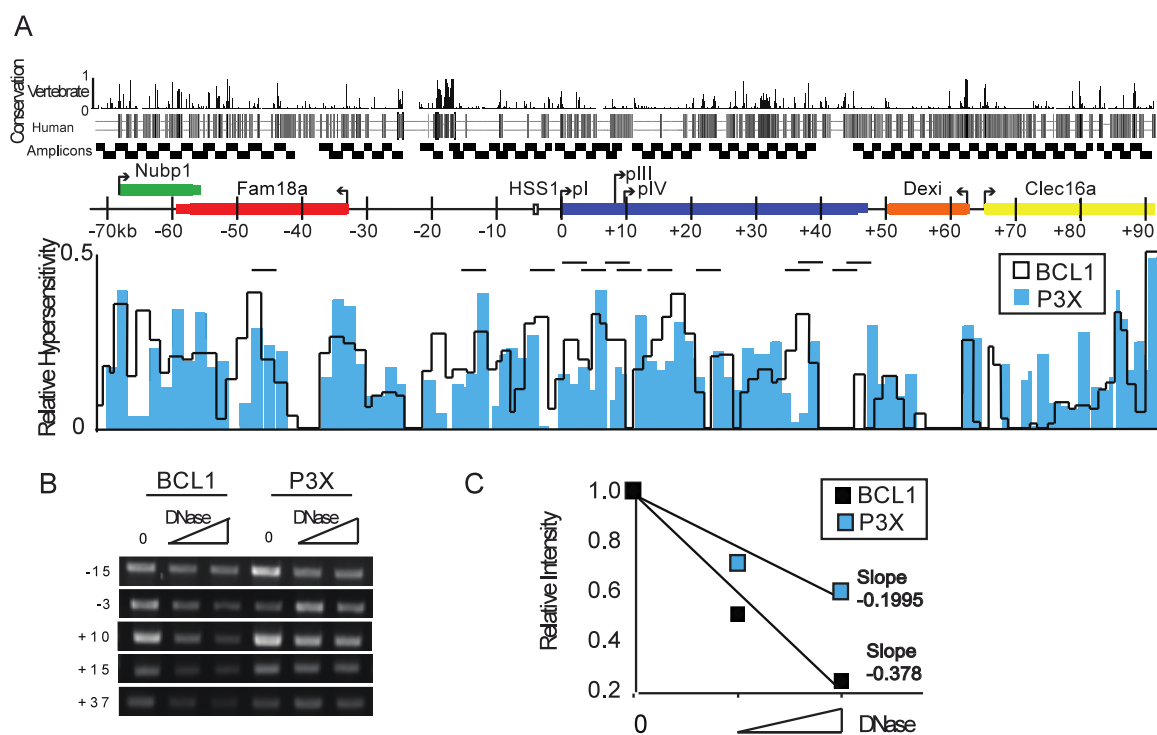 A
Conservation
1
Vertebrate
0
Human
Amplicons
Nubp1
Fam18a
HSS1
pI
pIII
pIV
Dexi
Clec16a
-70kb -60 -50 -40 -30 -20 -10 0 +10 +20 +30 +40 +50 +60 +70 +80 +90
Relative Hypersensitivity
0.5
0
BCL1
P3X
B
BCL1 P3X
DNase DNase
0 0
-15
-3
+10
+15
+37
C
Relative Intensity
1.0
0.8
0.6
0.4
0.2
BCL1
P3X
Slope
-0.1995
Slope
-0.378
0
DNase